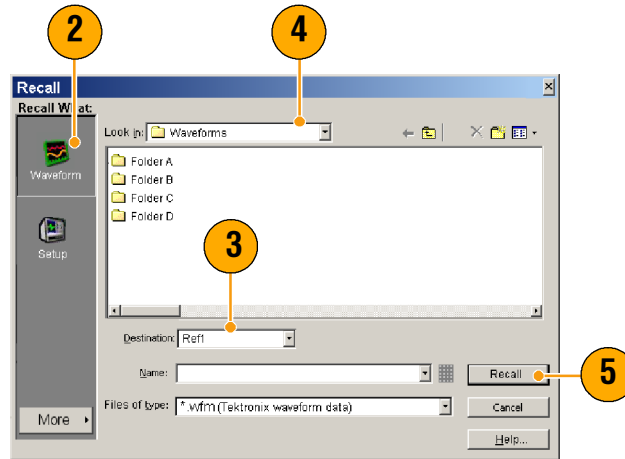 2
4
Recall
Recall What:
Look in: Waveforms
Waveform
Folder A
Folder B
Folder C
Folder D
Setup
3
Destination: Ref1
Name:
Recall
5
Files of type: *.wfm (Tektronix waveform data)
Cancel
More
Help...